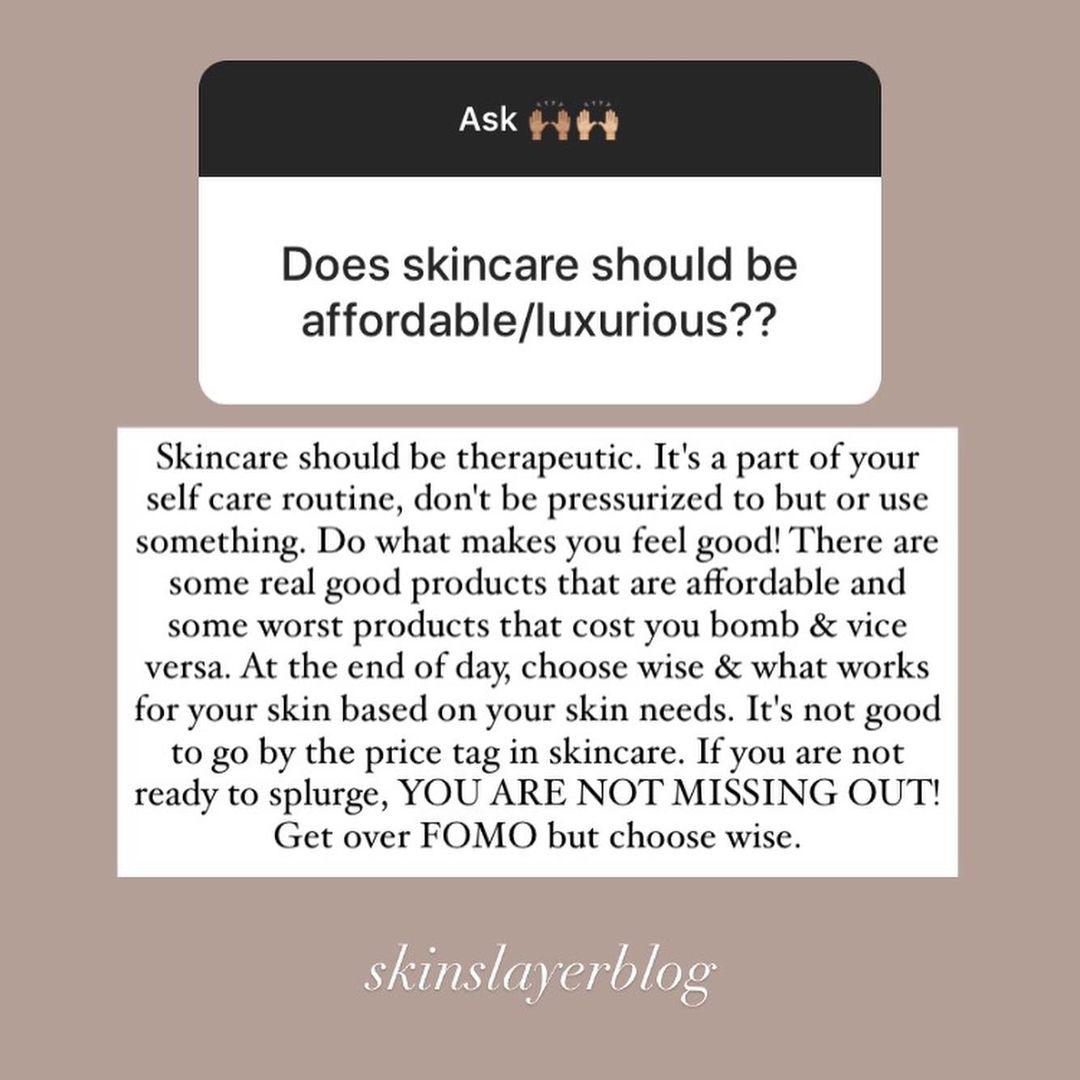 Ask 🙌🏽🙌🏼
Does skincare should be
affordable/luxurious??
Skincare should be therapeutic. It's a part of your
self care routine, don't be pressurized to but or use
something. Do what makes you feel good! There are
some real good products that are affordable and
some worst products that cost you bomb & vice
versa. At the end of day, choose wise & what works
for your skin based on your skin needs. It's not good
to go by the price tag in skincare. If you are not
ready to splurge, YOU ARE NOT MISSING OUT!
Get over FOMO but choose wise.
skinslayerblog